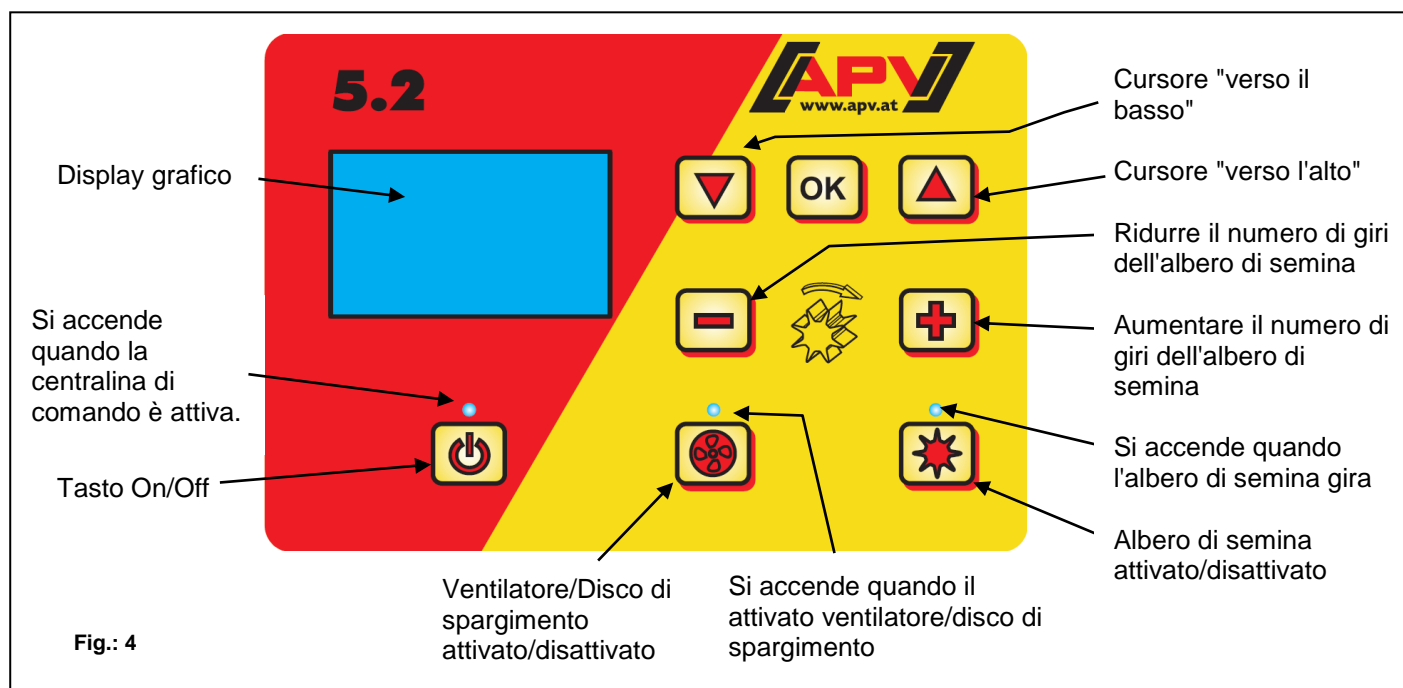 5.2
APV
www.apv.at
OK
Display grafico
Si accende
quando la
centralina di
comando è attiva.
Tasto On/Off
Cursore "verso il
basso"
Cursore "verso l'alto"
Ridurre il numero di giri
dell'albero di semina
Aumentare il numero di
giri dell'albero di
semina
Si accende quando
l'albero di semina gira
Albero di semina
attivato/disattivato
Ventilatore/Disco di
spargimento
attivato/disattivato
Si accende quando il
attivato ventilatore/disco di
spargimento
Fig.: 4